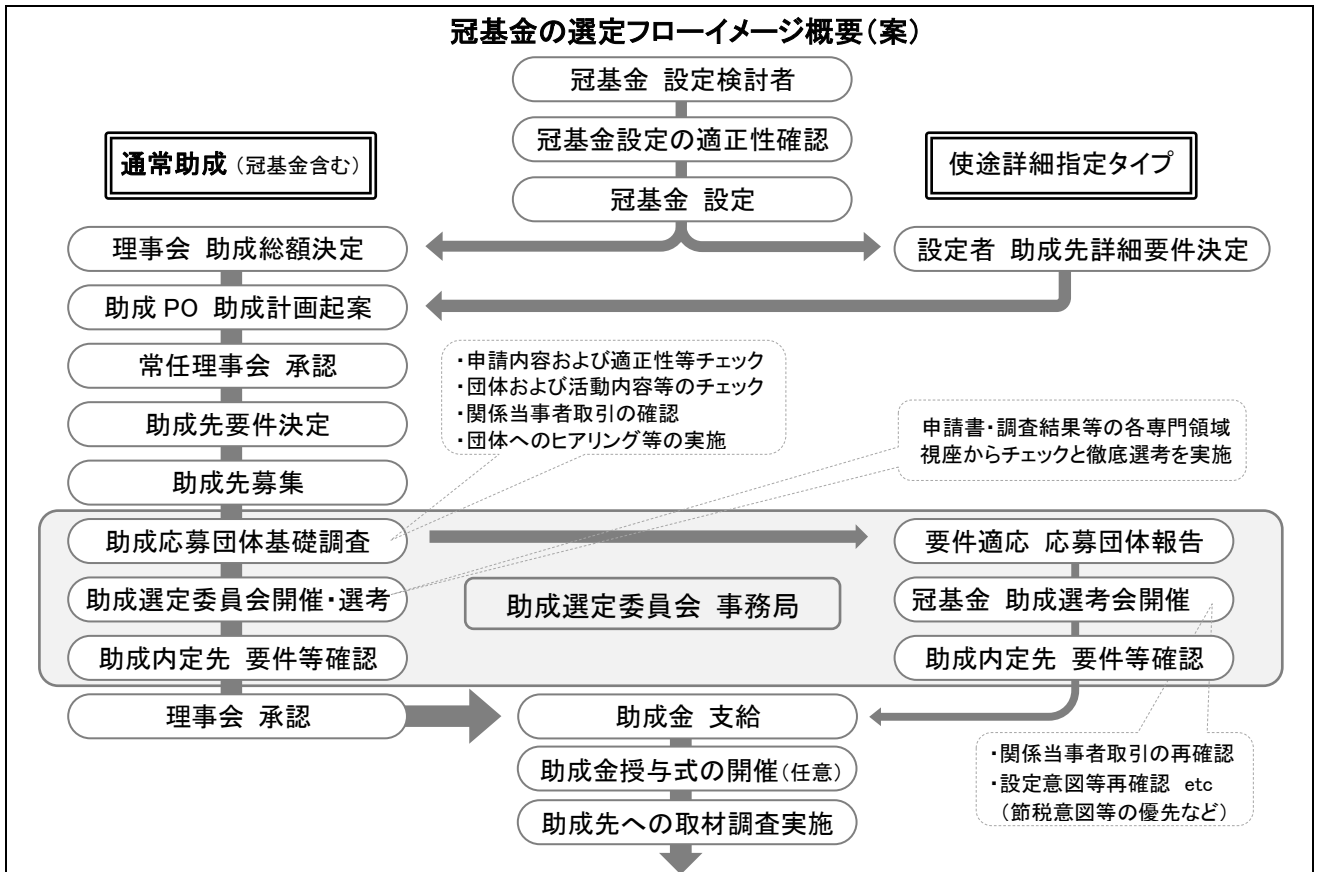 冠基金の選定フローイメージ概要(案)
冠基金 設定検討者
冠基金設定の適正性確認
冠基金 設定
通常助成(冠基金含む)
使途詳細指定タイプ
理事会 助成総額決定
設定者 助成先詳細要件決定
助成 PO 助成計画起案
常任理事会 承認
助成先要件決定
助成先募集
・申請内容および適正性等チェック
・団体および活動内容等のチェック
・関係当事者取引の確認
・団体へのヒアリング等の実施
申請書・調査結果等の各専門領域
視座からチェックと徹底選考を実施
助成応募団体基礎調査
要件適応 応募団体報告
助成選定委員会開催・選考
助成選定委員会 事務局
冠基金 助成選考会開催
助成内定先 要件等確認
助成内定先 要件等確認
理事会 承認
助成金 支給
助成金授与式の開催(任意)
助成先への取材調査実施
・関係当事者取引の再確認
・設定意図等再確認 etc
(節税意図等の優先など)